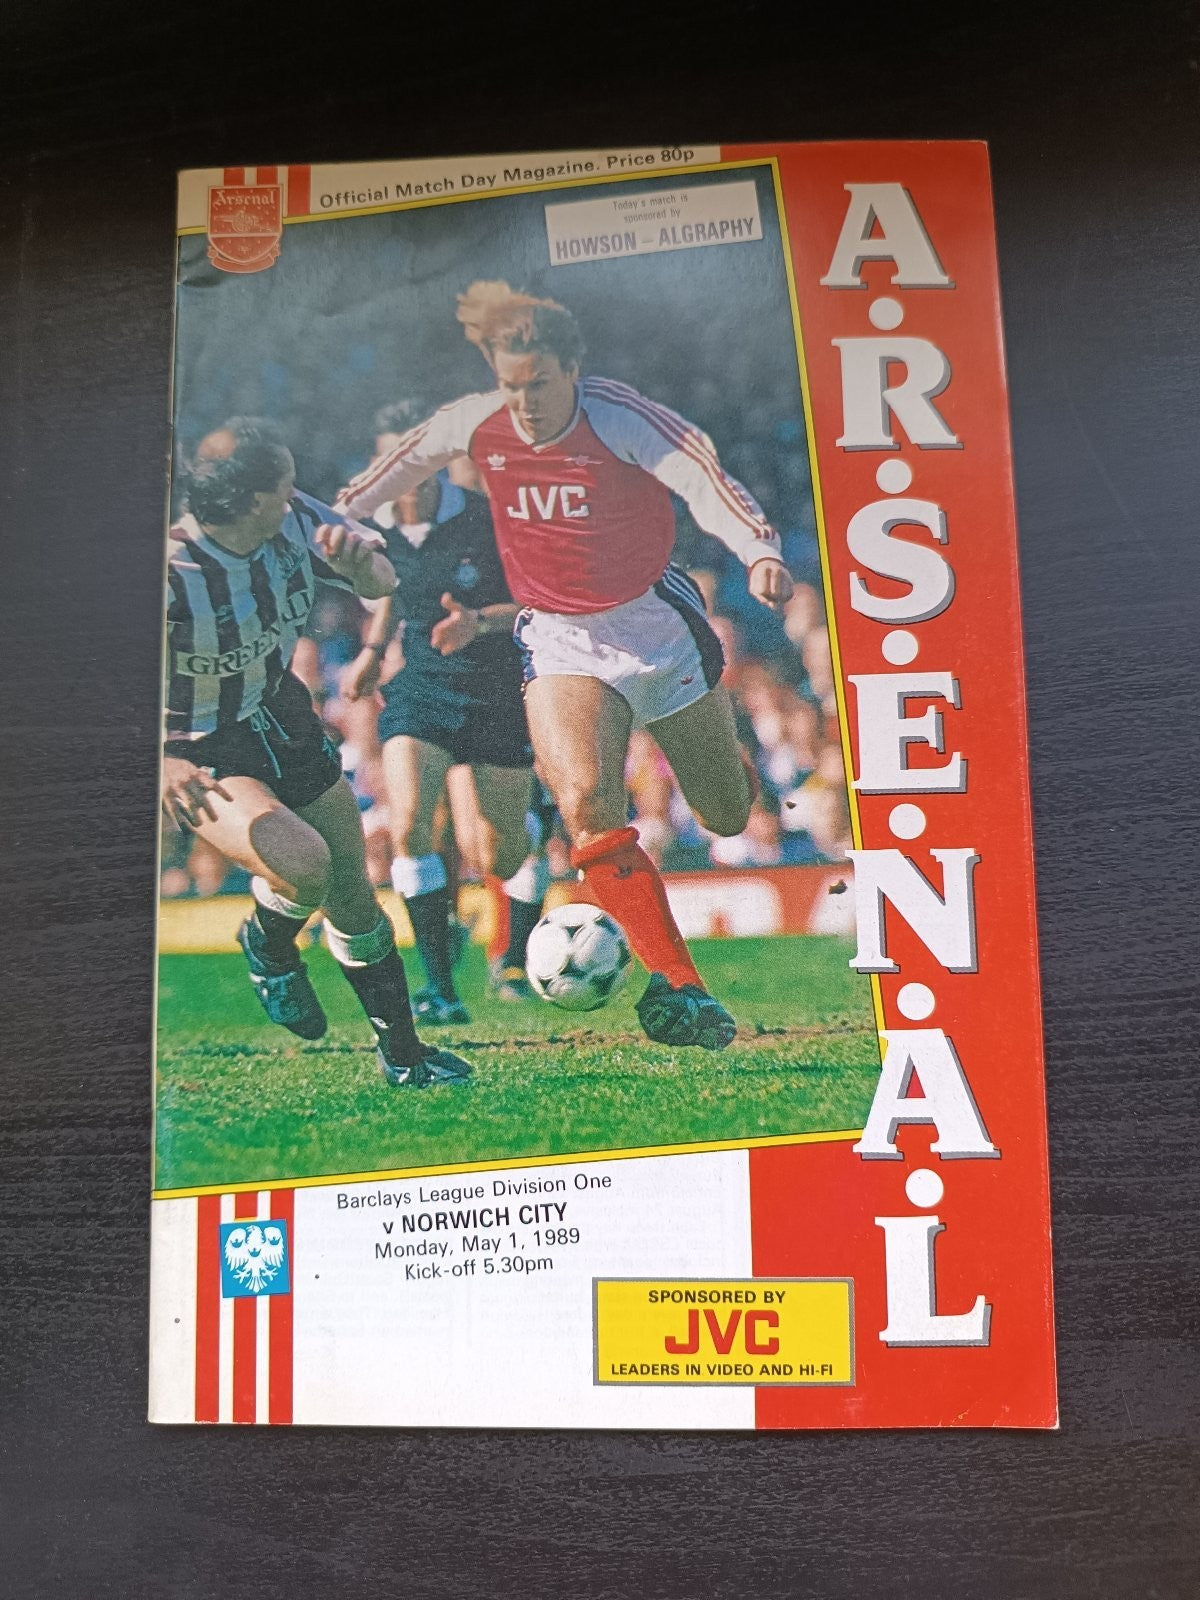 Official Match Day Magazine. Price 80p
Arsenal
Today's match is
sponsored by
HOWSON – ALGRAPHY
A.R.S.E.N.A.L
JVC
GREENALL
Barclays League Division One
v NORWICH CITY
Monday, May 1, 1989
Kick-off 5.30pm
SPONSORED BY
JVC
LEADERS IN VIDEO AND HI-FI